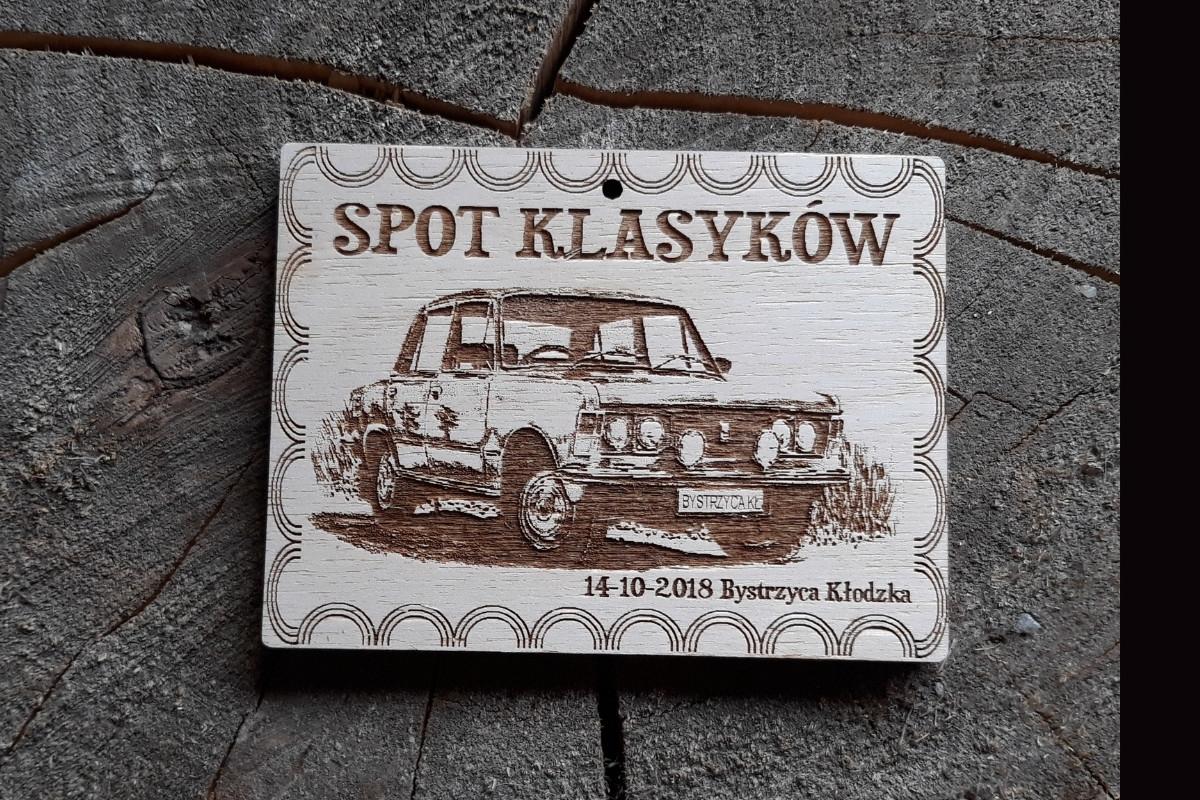 SPOT KLASYKÓW
BYSTRZYCA KŁ
14-10-2018 Bystrzyca Kłodzka